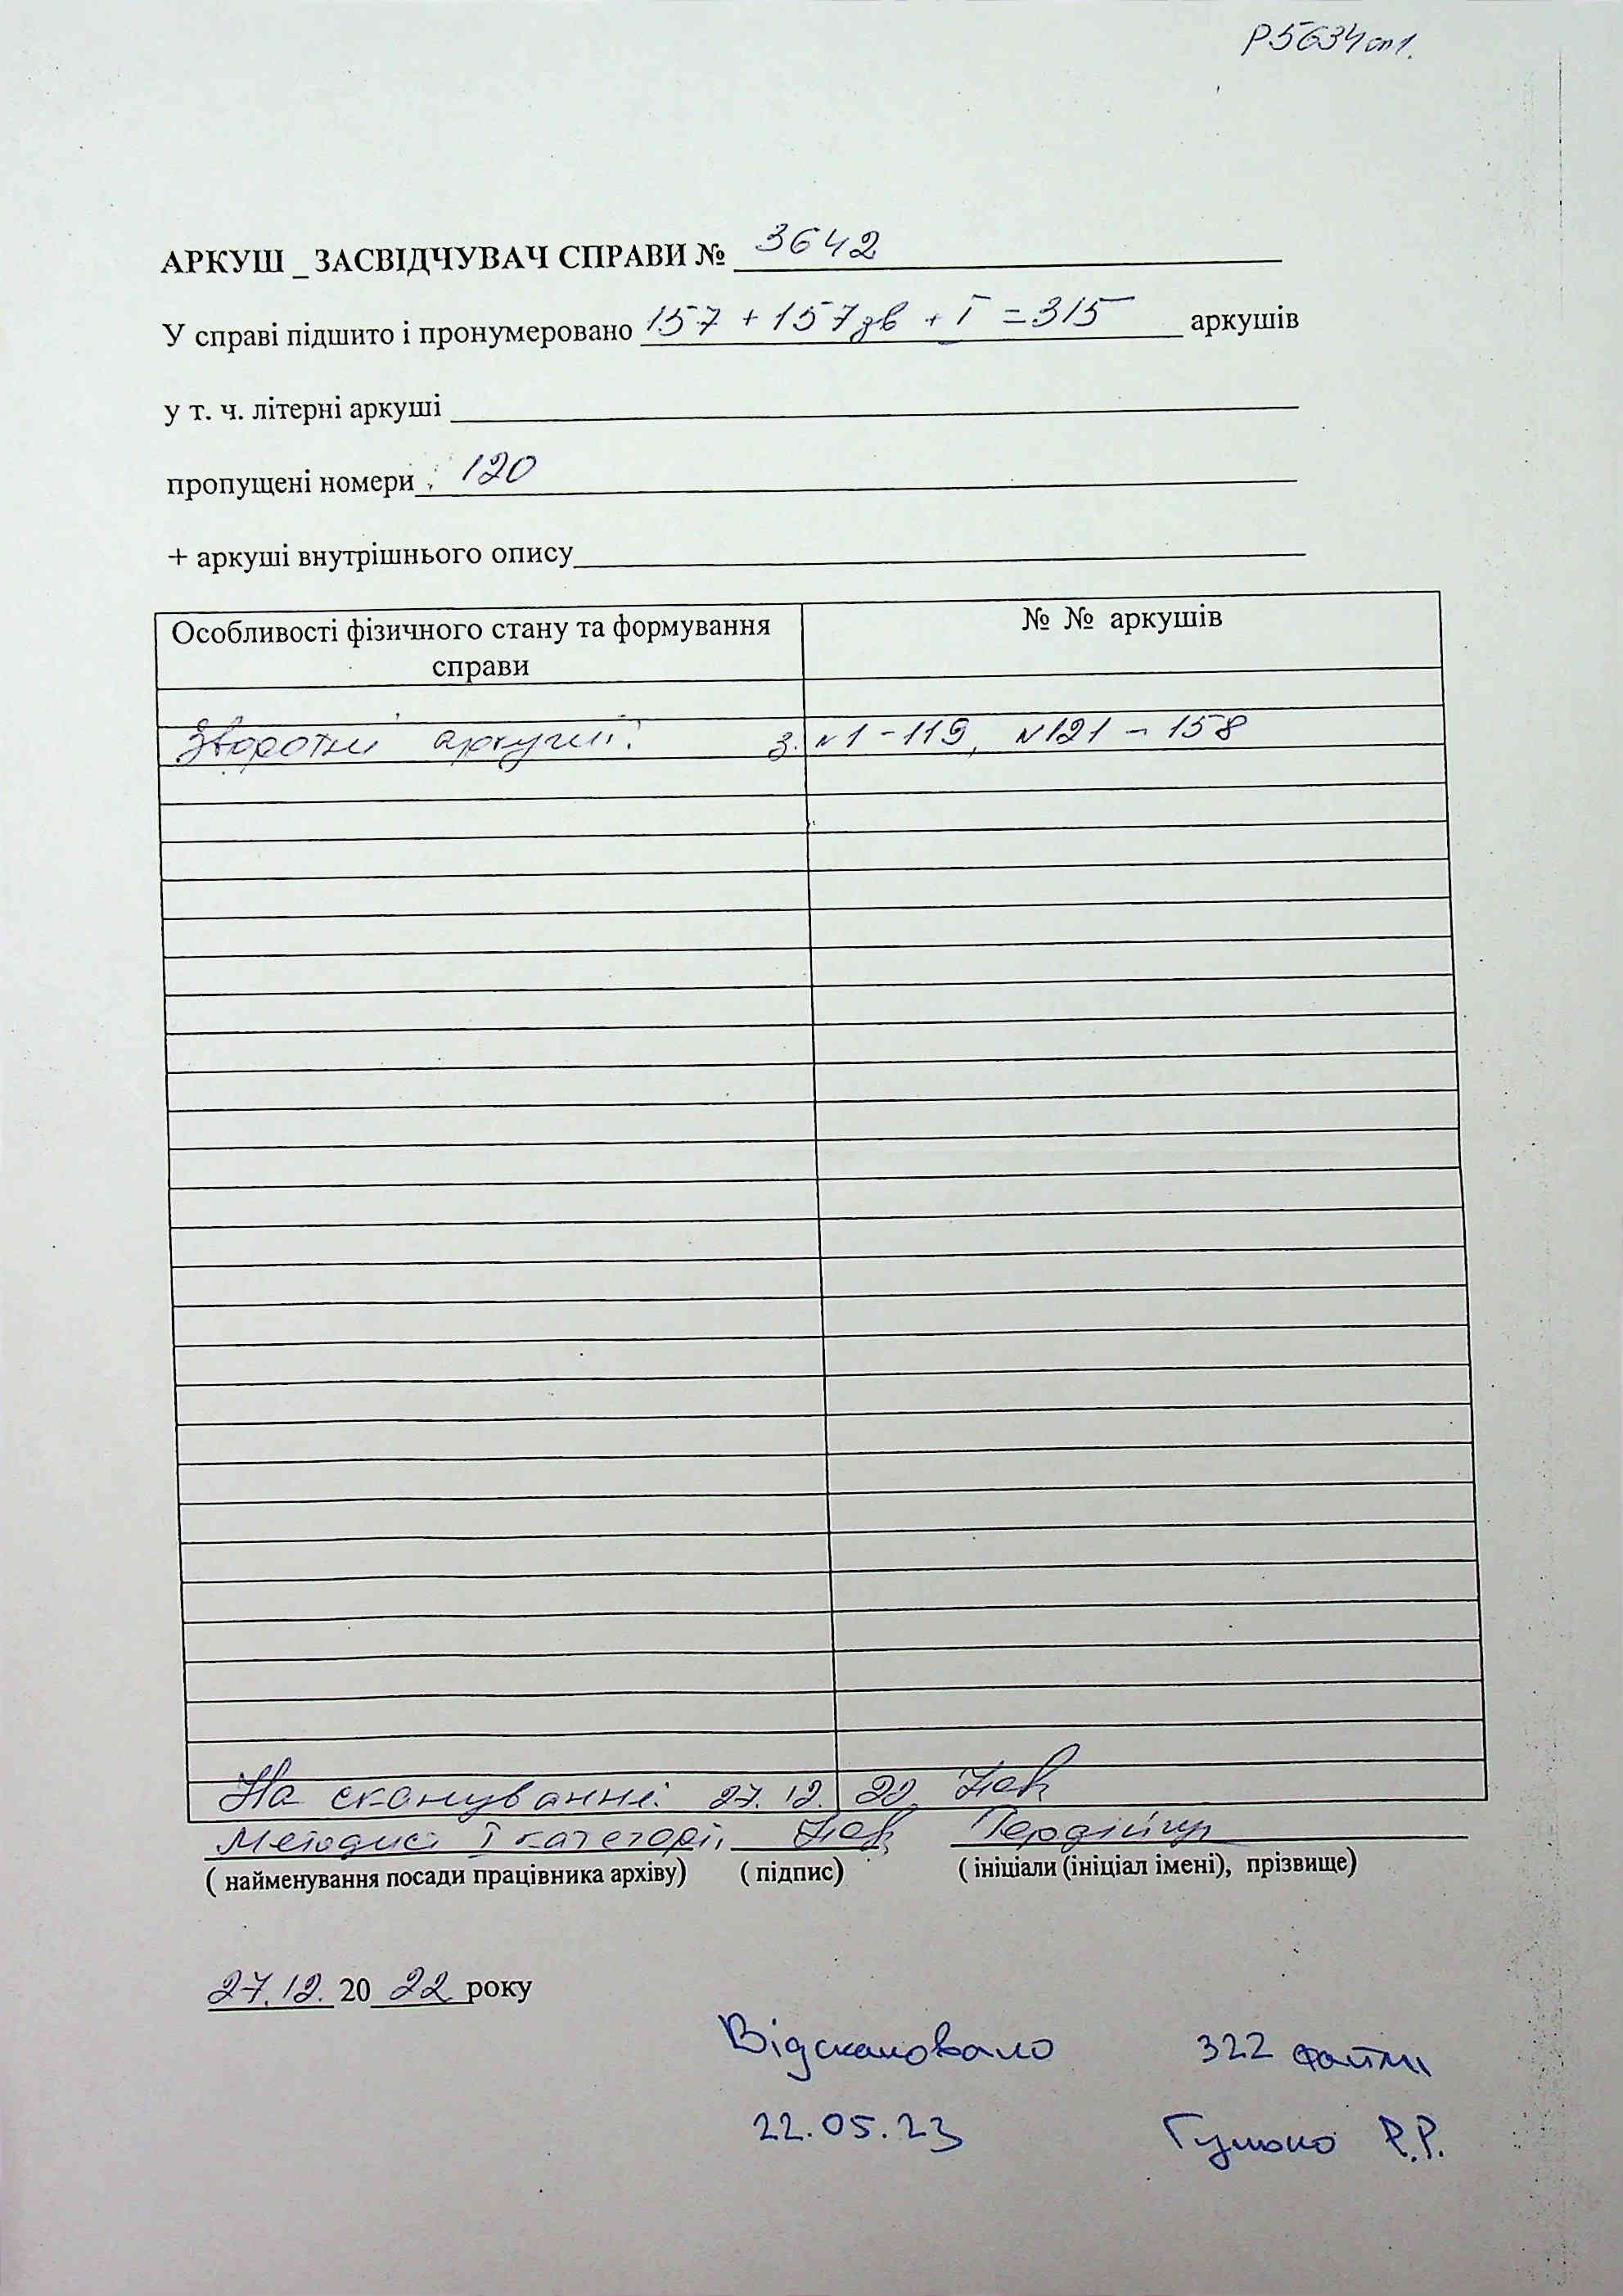 Р5634 оп1.
АРКУШ _ ЗАСВІДЧУВАЧ СПРАВИ № 3642
У справі підшито і пронумеровано 157 + 157зв + I = 315 аркушів
у т. ч. літерні аркуші
пропущені номери 120
+ аркуші внутрішнього опису
Особливості фізичного стану та формування справи № № аркушів
Зворотні аркуші: з. №1 - 119, №121 - 158
На скануванні: 27.12. 22
Методист I категорії
( найменування посади працівника архіву) ( підпис) ( ініціали (ініціал імені), прізвище)
27.12. 20 22 року
Відскановано 322 файли
22.05.23 Р.Р.